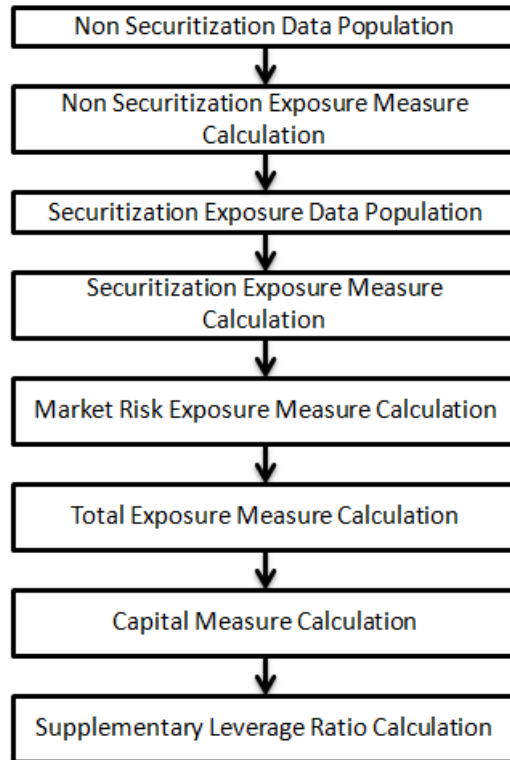 Non Securitization Data Population
Non Securitization Exposure Measure
Calculation
Securitization Exposure Data Population
Securitization Exposure Measure
Calculation
Market Risk Exposure Measure Calculation
Total Exposure Measure Calculation
Capital Measure Calculation
Supplementary Leverage Ratio Calculation